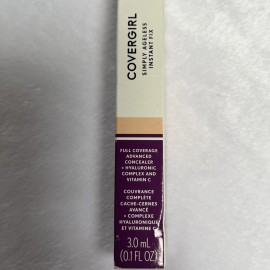 COVERGIRL
SIMPLY AGELESS
INSTANT FIX
FULL COVERAGE
ADVANCED
CONCEALER
+ HYALURONIC
COMPLEX AND
VITAMIN C
COUVRANCE
COMPLÈTE
CACHE-CERNES
AVANCÉ
+ COMPLEXE
HYALURONIQUE
ET VITAMINE C
3.0 mL
(0.1 FL OZ)